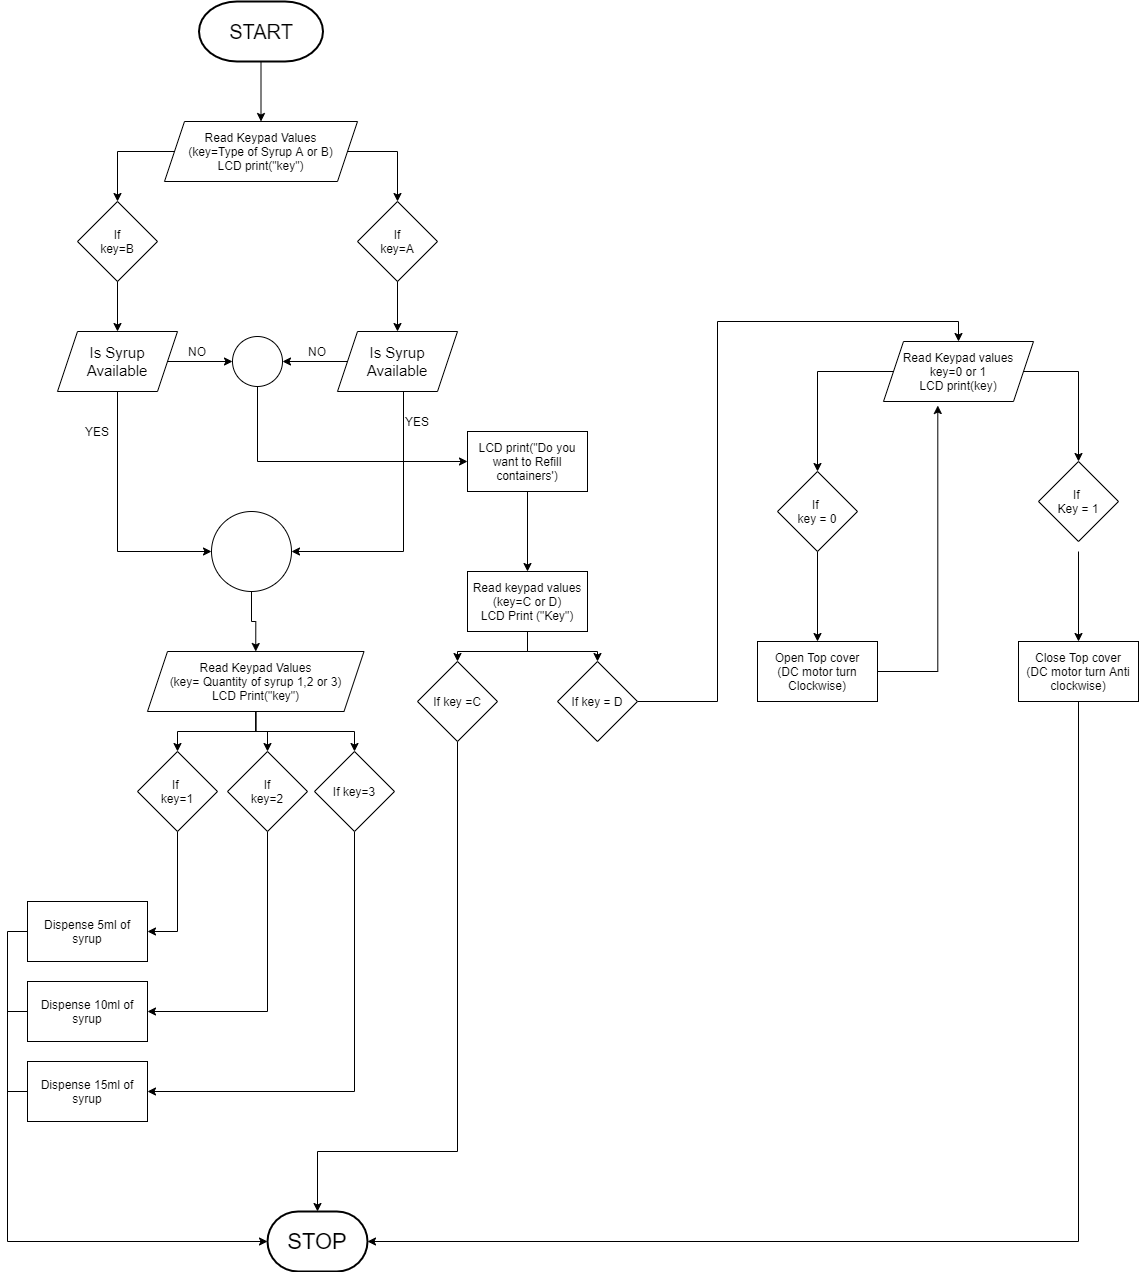 START
Read Keypad Values
(key=Type of Syrup A or B)
LCD print("key")
If
key=B
If
key=A
Is Syrup
Available
NO
NO
Is Syrup
Available
YES
YES
LCD print("Do you
want to Refill
containers')
Read Keypad values
key=0 or 1
LCD print(key)
If
key = 0
If
Key = 1
Read keypad values
(key=C or D)
LCD Print ("Key")
Open Top cover
(DC motor turn
Clockwise)
Close Top cover
(DC motor turn Anti
clockwise)
Read Keypad Values
(key= Quantity of syrup 1,2 or 3)
LCD Print("key")
If key =C
If key = D
If
key=1
If
key=2
If key=3
Dispense 5ml of
syrup
Dispense 10ml of
syrup
Dispense 15ml of
syrup
STOP